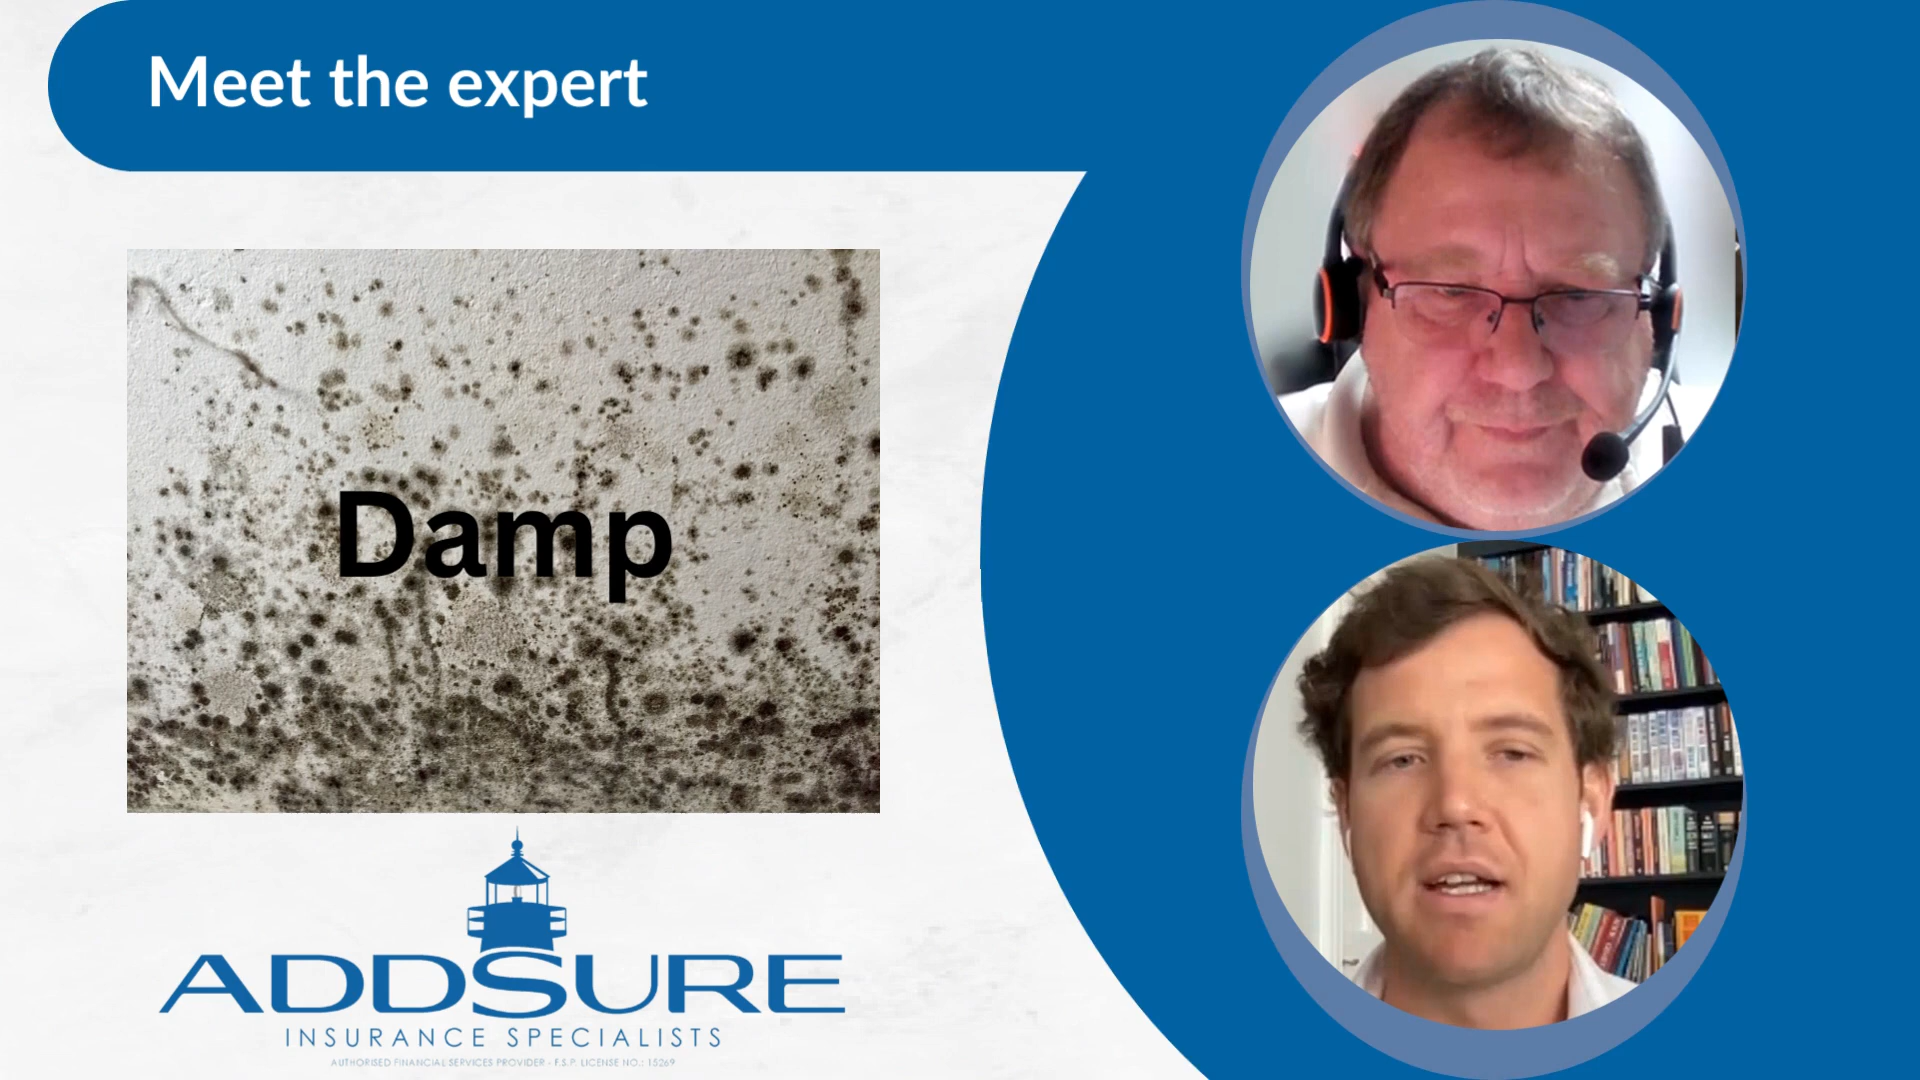 Meet the expert
Damp
ADDSURE
INSURANCE SPECIALISTS
AUTHORISED FINANCIAL SERVICES PROVIDER - F.S.P. LICENSE NO.: 15269